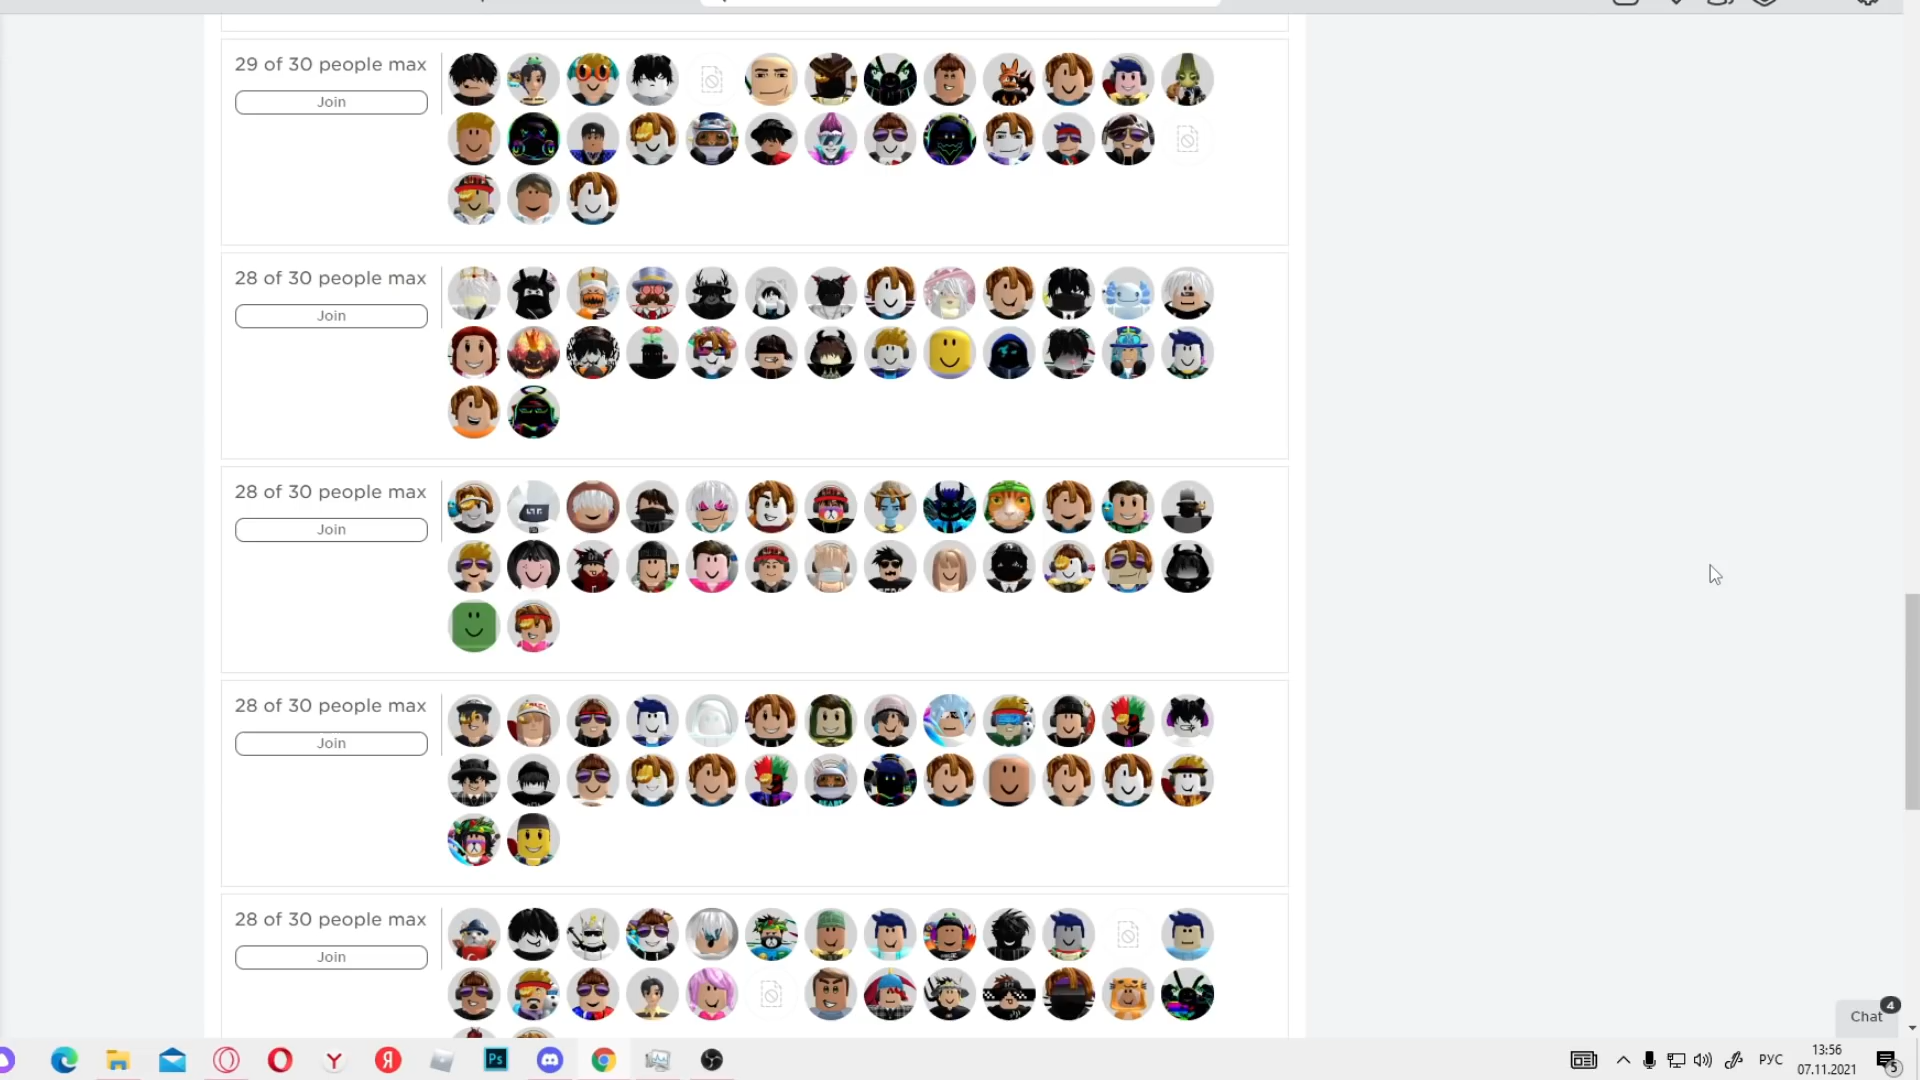 29 of 30 people max
Join
28 of 30 people max
Join
28 of 30 people max
Join
28 of 30 people max
Join
28 of 30 people max
Join
Chat
4
Y
Я
Ps
РУС
13:56
07.11.2021
5